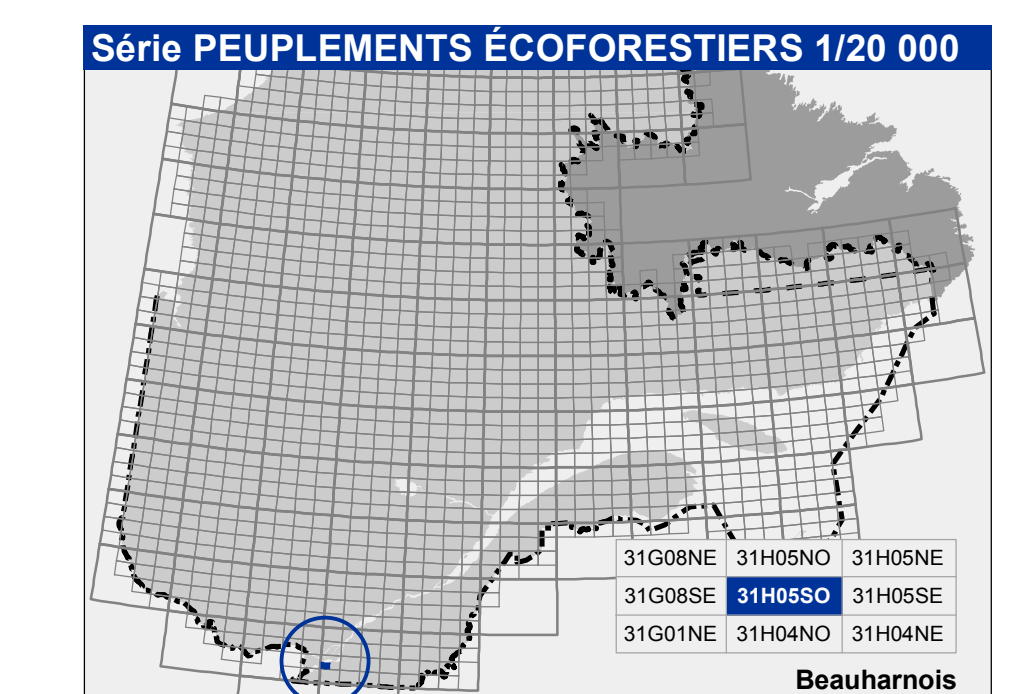 Série PEUPLEMENTS ÉCOFORESTIERS 1/20 000
31G08NE 31H05NO 31H05NE
31G08SE 31H05SO 31H05SE
31G01NE 31H04NO 31H04NE
Beauharnois